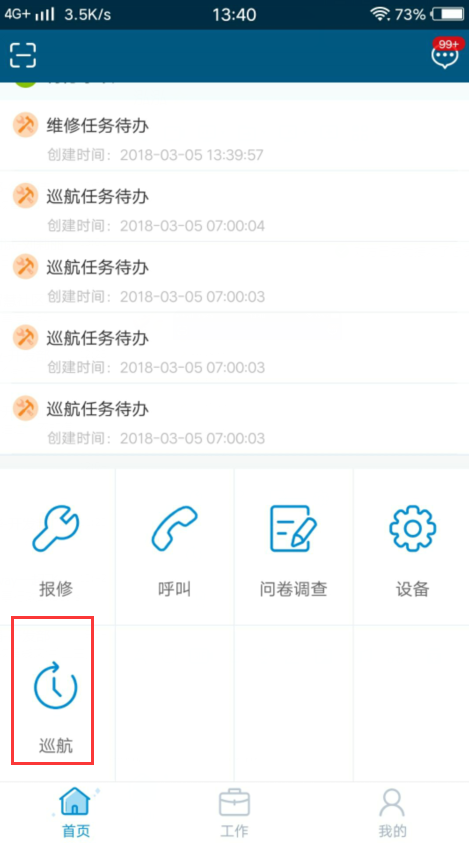 4G+ 3.5K/s 13:40 73%
99+
维修任务待办
创建时间：2018-03-05 13:39:57
巡航任务待办
创建时间：2018-03-05 07:00:04
巡航任务待办
创建时间：2018-03-05 07:00:03
巡航任务待办
创建时间：2018-03-05 07:00:03
巡航任务待办
创建时间：2018-03-05 07:00:03
报修 呼叫 问卷调查 设备
巡航
首页 工作 我的